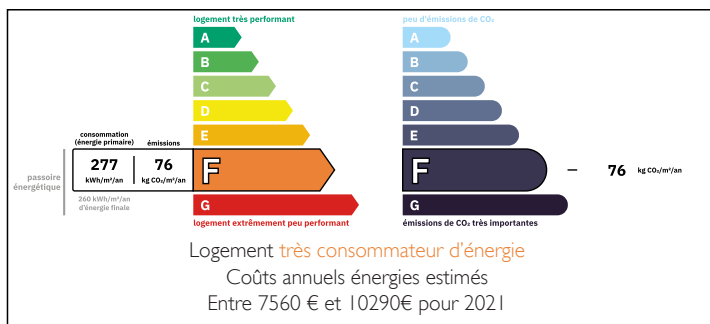 logement très performant
A
B
C
D
E
consommation
(énergie primaire)
émissions
277
kWh/m²/an
76
kg CO₂/m²/an
F
passoire
énergétique
260 kWh/m²/an
d'énergie finale
G
logement extrêmement peu performant
peu d'émissions de CO₂
A
B
C
D
E
F
76 kg CO₂/m²/an
G
émissions de CO₂ très importantes
Logement très consommateur d'énergie
Coûts annuels énergies estimés
Entre 7560 € et 10290€ pour 2021